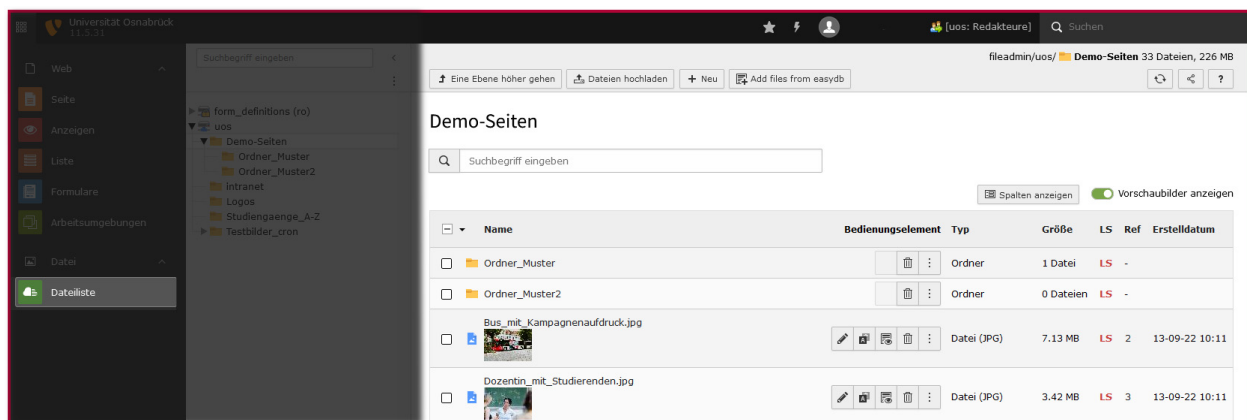 Universität Osnabrück
11.5.31
[uos: Redakteure]
Suchen
Web
Seite
Anzeigen
Liste
Formulare
Arbeitsumgebungen
Datei
Dateiliste
Suchbegriff eingeben
form_definitions (ro)
uos
Demo-Seiten
Ordner_Muster
Ordner_Muster2
intranet
Logos
Studiengaenge_A-Z
Testbilder_cron
fileadmin/uos/ Demo-Seiten 33 Dateien, 226 MB
Eine Ebene höher gehen Dateien hochladen + Neu Add files from easydb ?
Demo-Seiten
Suchbegriff eingeben
Spalten anzeigen Vorschaubilder anzeigen
Name Bedienungselement Typ Größe LS Ref Erstelldatum
Ordner_Muster Ordner 1 Datei LS -
Ordner_Muster2 Ordner 0 Dateien LS -
Bus_mit_Kampagnenaufdruck.jpg
Datei (JPG) 7.13 MB LS 2 13-09-22 10:11
Dozentin_mit_Studierenden.jpg
Datei (JPG) 3.42 MB LS 3 13-09-22 10:11